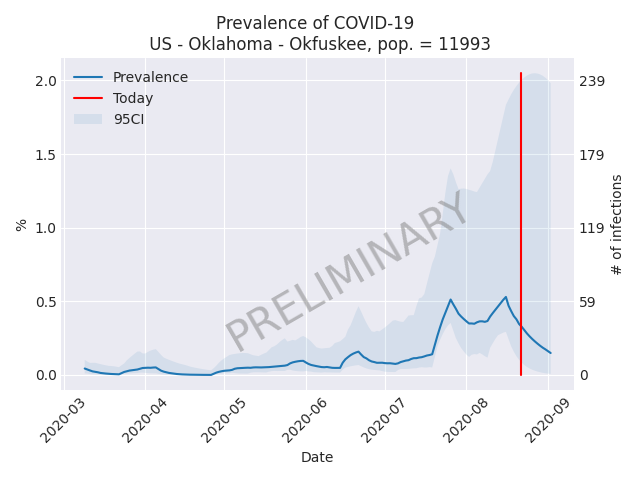 Prevalence of COVID-19
US - Oklahoma - Okfuskee, pop. = 11993
Prevalence
Today
95CI
PRELIMINARY
%
2.0
1.5
1.0
0.5
0.0
239
179
119
59
0
# of infections
2020-03
2020-04
2020-05
2020-06
2020-07
2020-08
2020-09
Date